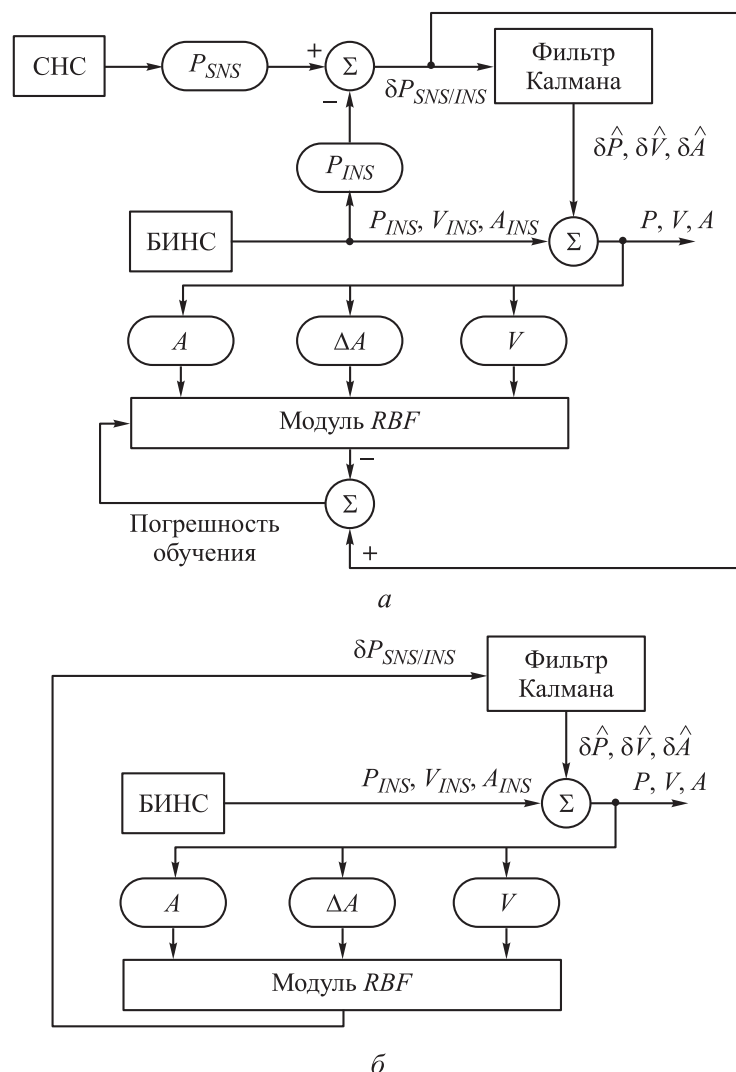 СНС
P_SNS
+
Σ
δP_SNS/INS
Фильтр
Калмана
−
δP̂, δV̂, δÂ
P_INS
БИНС
P_INS, V_INS, A_INS
Σ
P, V, A
A
ΔA
V
Модуль RBF
−
Σ
Погрешность
обучения
+
а
δP_SNS/INS
Фильтр
Калмана
δP̂, δV̂, δÂ
БИНС
P_INS, V_INS, A_INS
Σ
P, V, A
A
ΔA
V
Модуль RBF
б